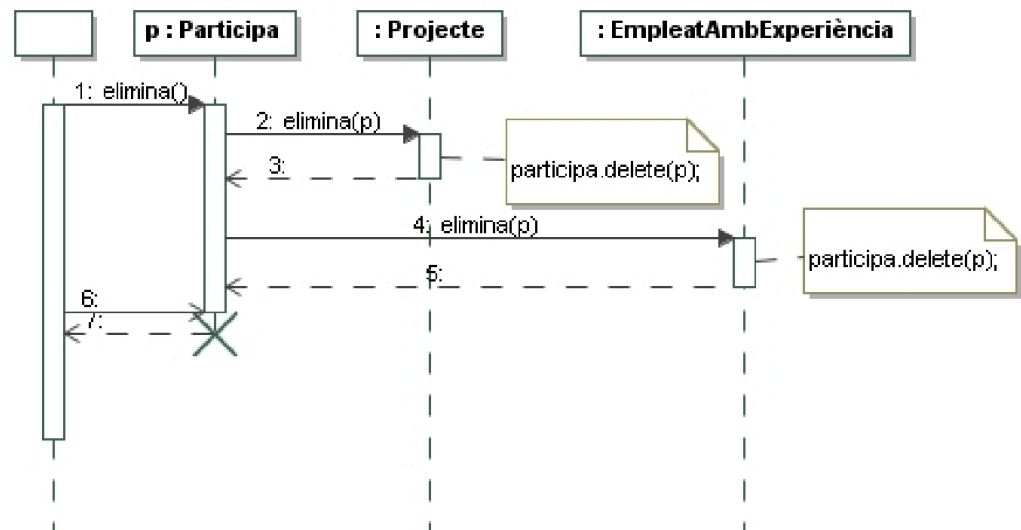 p : Participa
: Projecte
: EmpleatAmbExperiència
1: elimina()
2: elimina(p)
participa.delete(p);
3:
4: elimina(p)
participa.delete(p);
5:
6:
7: